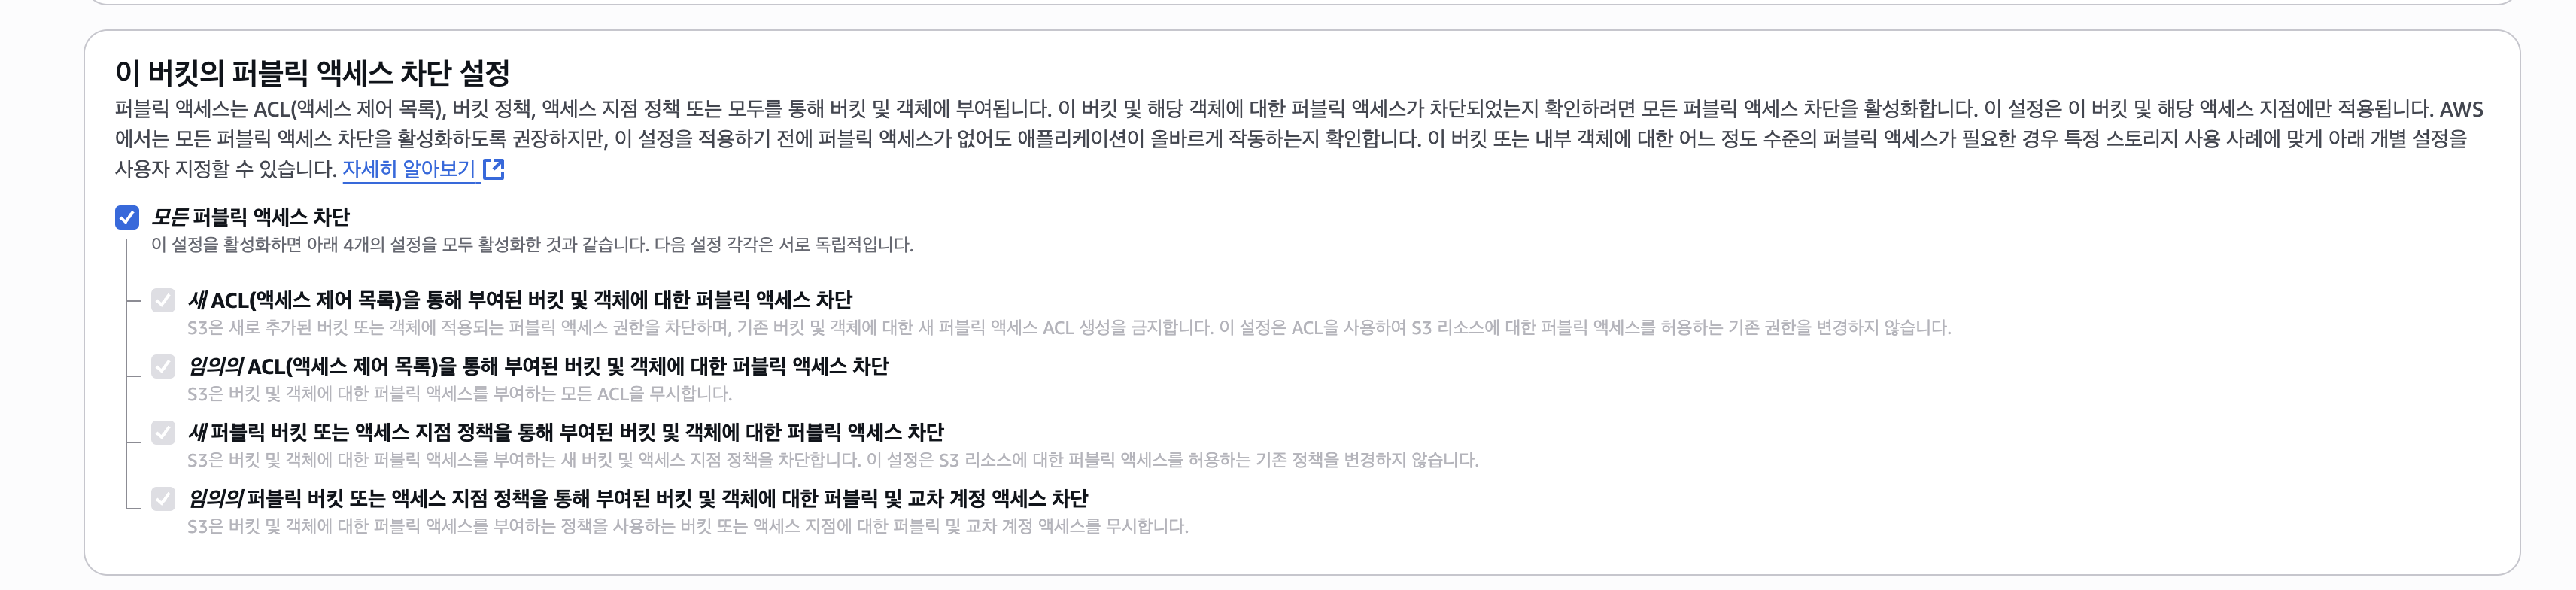 이 버킷의 퍼블릭 액세스 차단 설정
퍼블릭 액세스는 ACL(액세스 제어 목록), 버킷 정책, 액세스 지점 정책 또는 모두를 통해 버킷 및 객체에 부여됩니다. 이 버킷 및 해당 객체에 대한 퍼블릭 액세스가 차단되었는지 확인하려면 모든 퍼블릭 액세스 차단을 활성화합니다. 이 설정은 이 버킷 및 해당 액세스 지점에만 적용됩니다. AWS
에서는 모든 퍼블릭 액세스 차단을 활성화하도록 권장하지만, 이 설정을 적용하기 전에 퍼블릭 액세스가 없어도 애플리케이션이 올바르게 작동하는지 확인합니다. 이 버킷 또는 내부 객체에 대한 어느 정도 수준의 퍼블릭 액세스가 필요한 경우 특정 스토리지 사용 사례에 맞게 아래 개별 설정을
사용자 지정할 수 있습니다. 자세히 알아보기
모든 퍼블릭 액세스 차단
이 설정을 활성화하면 아래 4개의 설정을 모두 활성화한 것과 같습니다. 다음 설정 각각은 서로 독립적입니다.
새 ACL(액세스 제어 목록)을 통해 부여된 버킷 및 객체에 대한 퍼블릭 액세스 차단
S3은 새로 추가된 버킷 또는 객체에 적용되는 퍼블릭 액세스 권한을 차단하며, 기존 버킷 및 객체에 대한 새 퍼블릭 액세스 ACL 생성을 금지합니다. 이 설정은 ACL을 사용하여 S3 리소스에 대한 퍼블릭 액세스를 허용하는 기존 권한을 변경하지 않습니다.
임의의 ACL(액세스 제어 목록)을 통해 부여된 버킷 및 객체에 대한 퍼블릭 액세스 차단
S3은 버킷 및 객체에 대한 퍼블릭 액세스를 부여하는 모든 ACL을 무시합니다.
새 퍼블릭 버킷 또는 액세스 지점 정책을 통해 부여된 버킷 및 객체에 대한 퍼블릭 액세스 차단
S3은 버킷 및 객체에 대한 퍼블릭 액세스를 부여하는 새 버킷 및 액세스 지점 정책을 차단합니다. 이 설정은 S3 리소스에 대한 퍼블릭 액세스를 허용하는 기존 정책을 변경하지 않습니다.
임의의 퍼블릭 버킷 또는 액세스 지점 정책을 통해 부여된 버킷 및 객체에 대한 퍼블릭 및 교차 계정 액세스 차단
S3은 버킷 및 객체에 대한 퍼블릭 액세스를 부여하는 정책을 사용하는 버킷 또는 액세스 지점에 대한 퍼블릭 및 교차 계정 액세스를 무시합니다.